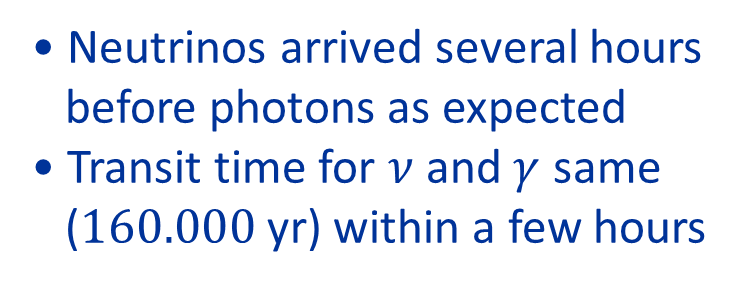 • Neutrinos arrived several hours
before photons as expected
• Transit time for ν and γ same
(160.000 yr) within a few hours